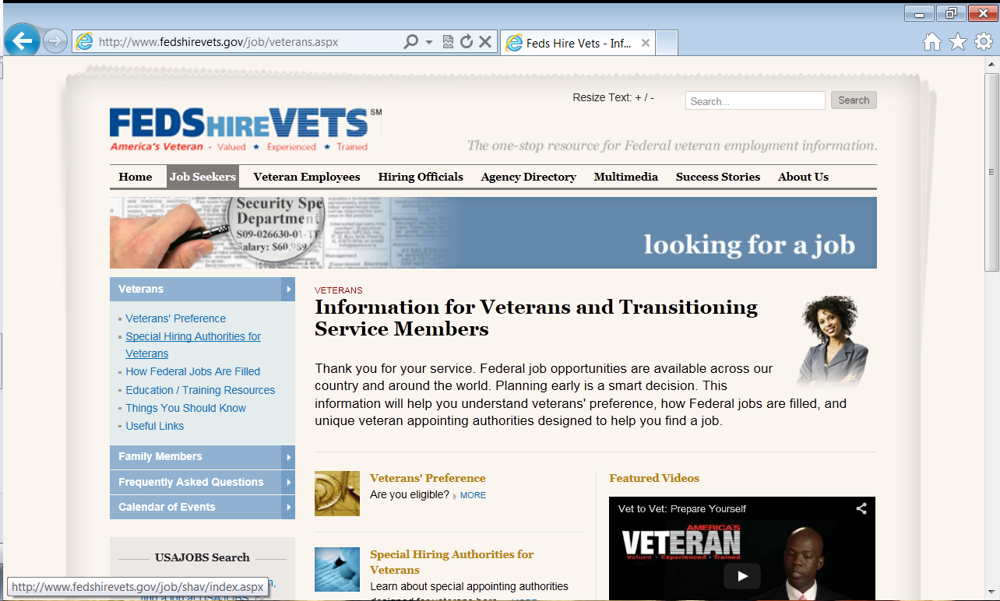 http://www.fedshirevets.gov/job/veterans.aspx
Feds Hire Vets - Inf...
Resize Text: + / -
Search...
Search
FEDSHIREVETS SM
America's Veteran - Valued ★ Experienced ★ Trained
The one-stop resource for Federal veteran employment information.
Home Job Seekers Veteran Employees Hiring Officials Agency Directory Multimedia Success Stories About Us
Security Spe
Department
S09-026630-01-TF
alary: $60,989
looking for a job
Veterans
Veterans' Preference
Special Hiring Authorities for
Veterans
How Federal Jobs Are Filled
Education / Training Resources
Things You Should Know
Useful Links
Family Members
Frequently Asked Questions
Calendar of Events
USAJOBS Search
http://www.fedshirevets.gov/job/shav/index.aspx
VETERANS
Information for Veterans and Transitioning
Service Members
Thank you for your service. Federal job opportunities are available across our
country and around the world. Planning early is a smart decision. This
information will help you understand veterans' preference, how Federal jobs are filled, and
unique veteran appointing authorities designed to help you find a job.
Veterans' Preference
Are you eligible? MORE
Special Hiring Authorities for
Veterans
Learn about special appointing authorities
designed for veterans here. MORE
Featured Videos
Vet to Vet: Prepare Yourself
AMERICA'S
VETERAN
Valued Experienced Trained